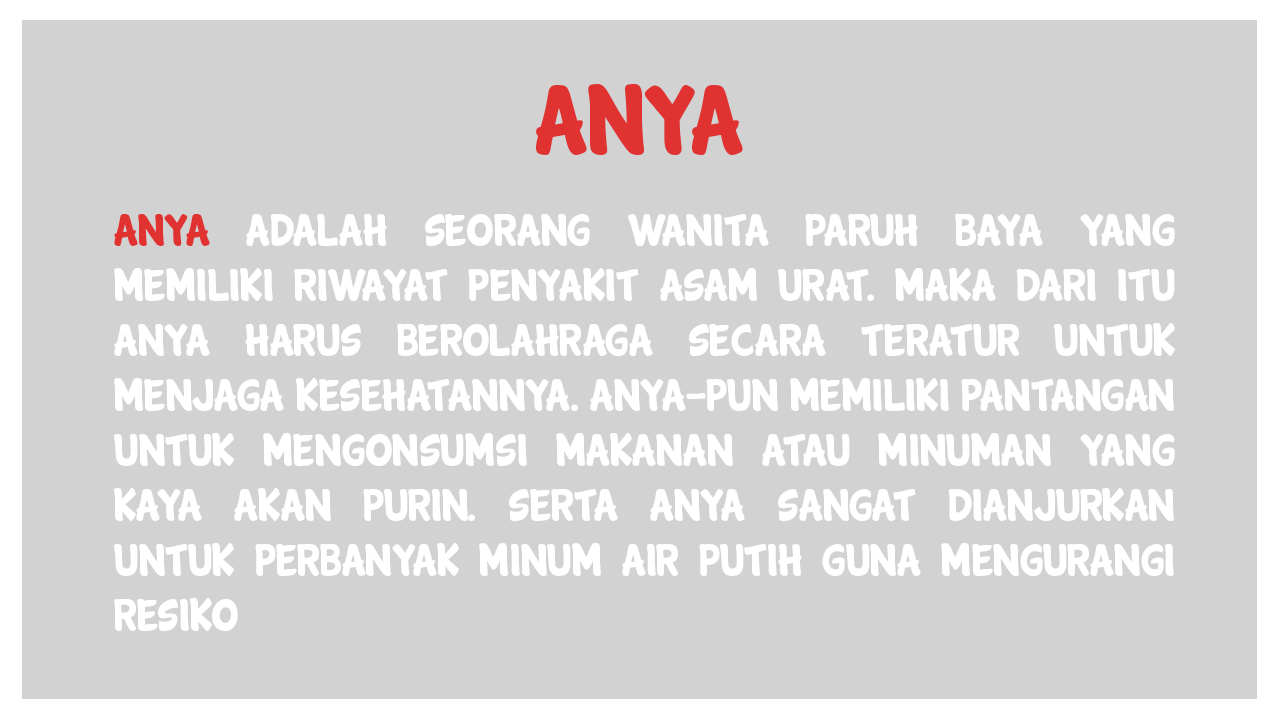 ANYA
ANYA ADALAH SEORANG WANITA PARUH BAYA YANG
MEMILIKI RIWAYAT PENYAKIT ASAM URAT. MAKA DARI ITU
ANYA HARUS BEROLAHRAGA SECARA TERATUR UNTUK
MENJAGA KESEHATANNYA. ANYA-PUN MEMILIKI PANTANGAN
UNTUK MENGONSUMSI MAKANAN ATAU MINUMAN YANG
KAYA AKAN PURIN. SERTA ANYA SANGAT DIANJURKAN
UNTUK PERBANYAK MINUM AIR PUTIH GUNA MENGURANGI
RESIKO